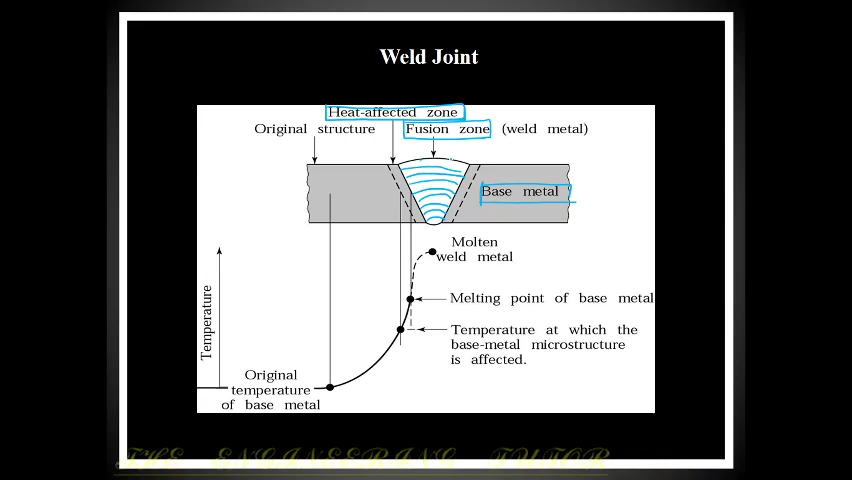 Weld Joint
Heat-affected zone
Original structure
Fusion zone (weld metal)
Base metal
Molten
weld metal
Melting point of base metal
Temperature at which the
base-metal microstructure
is affected.
Temperature
Original
temperature
of base metal
THE ENGINEERING TUTOR